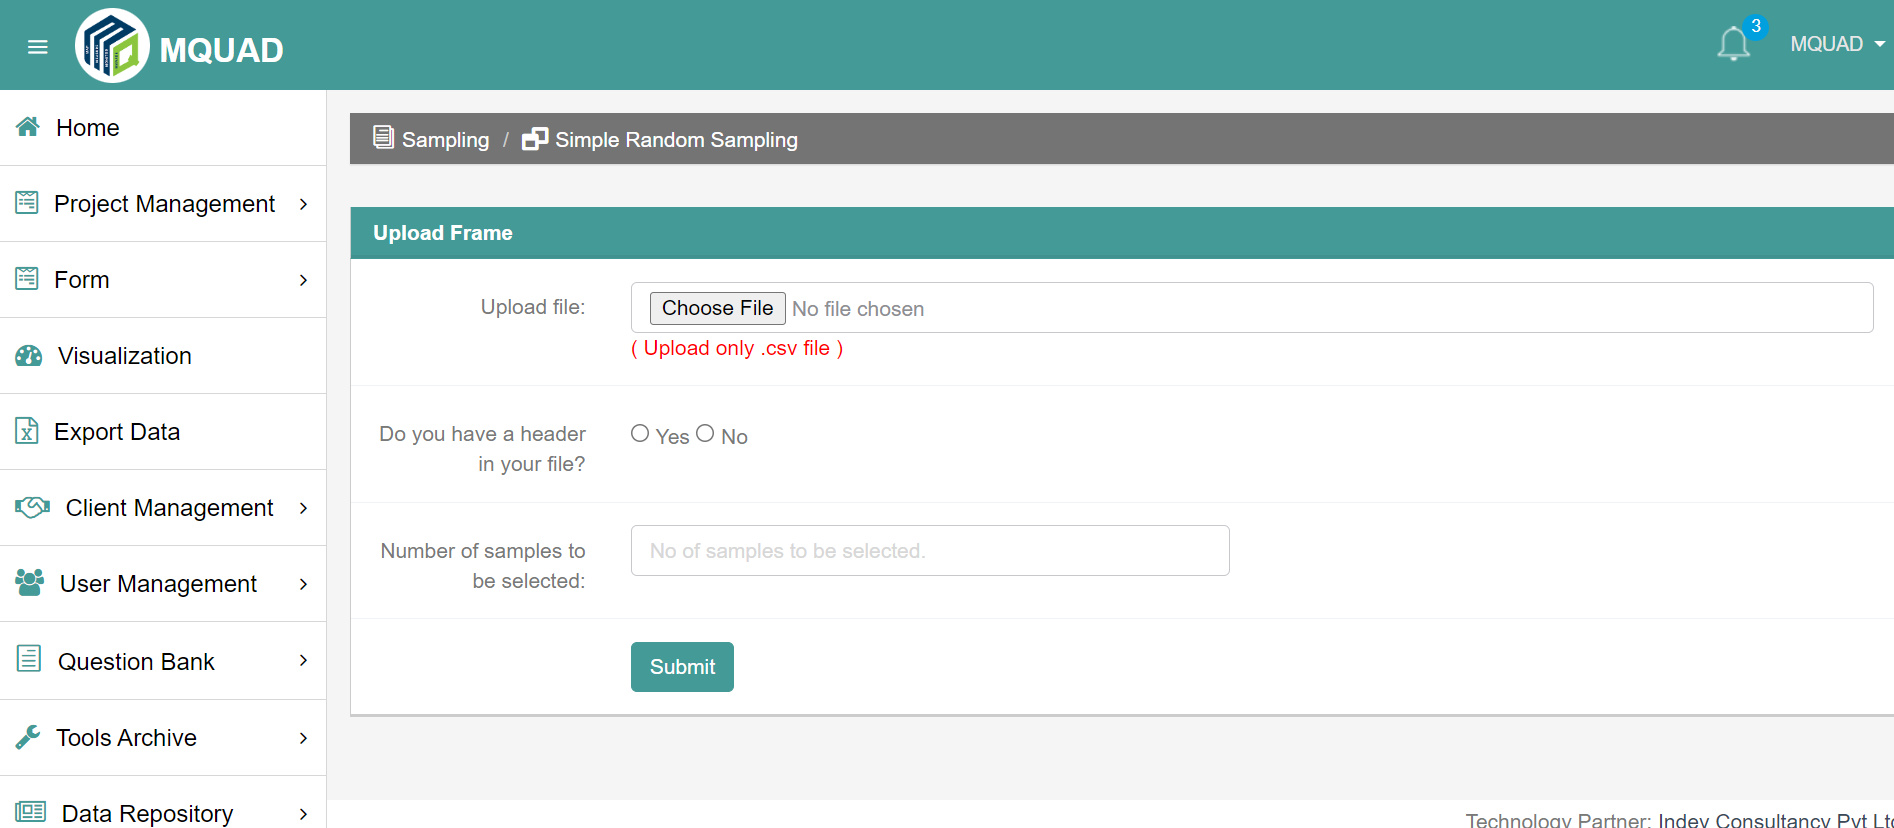 MQUAD
3
MQUAD
Home
Project Management
Form
Visualization
Export Data
Client Management
User Management
Question Bank
Tools Archive
Data Repository
Sampling / Simple Random Sampling
Upload Frame
Upload file:
Choose File No file chosen
( Upload only .csv file )
Do you have a header
in your file?
Yes No
Number of samples to
be selected:
No of samples to be selected.
Submit
Technology Partner: Indev Consultancy Pvt